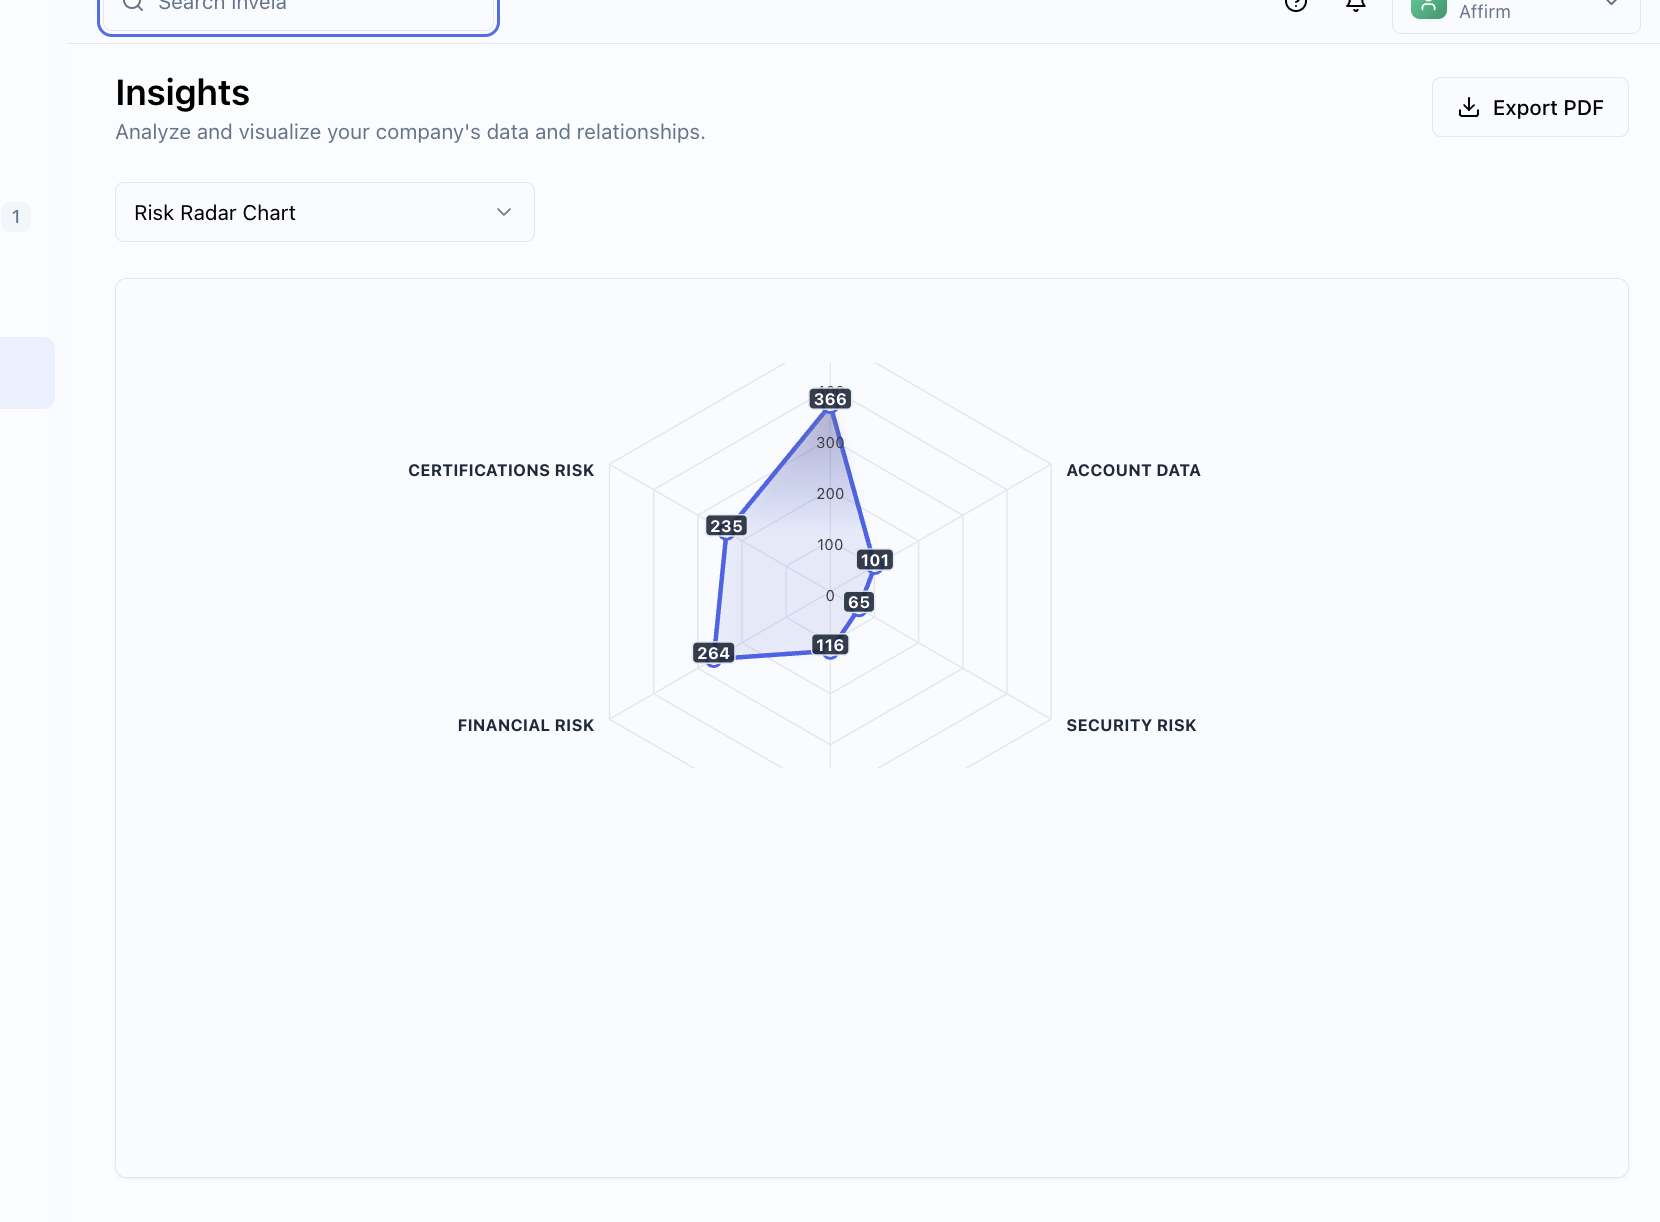 Search Invela
Affirm
Insights
Analyze and visualize your company's data and relationships.
Export PDF
1
Risk Radar Chart
366
300
CERTIFICATIONS RISK
ACCOUNT DATA
200
235
100
101
0
65
116
264
FINANCIAL RISK
SECURITY RISK